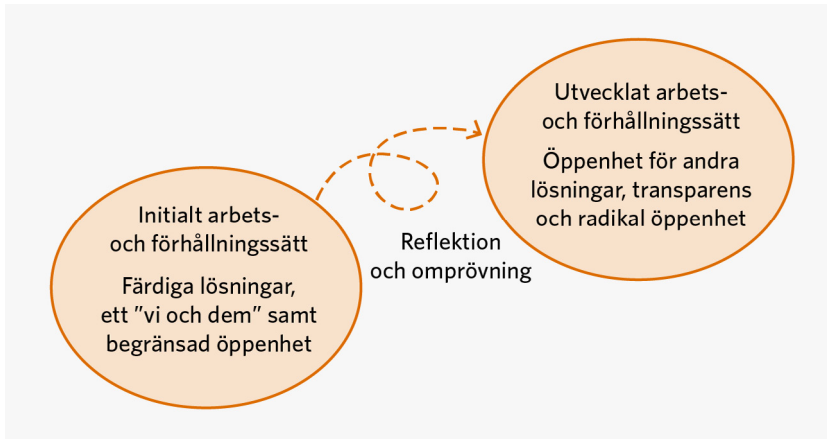 Initialt arbets-
och förhållningssätt
Färdiga lösningar,
ett ”vi och dem” samt
begränsad öppenhet
Reflektion
och omprövning
Utvecklat arbets-
och förhållningssätt
Öppenhet för andra
lösningar, transparens
och radikal öppenhet